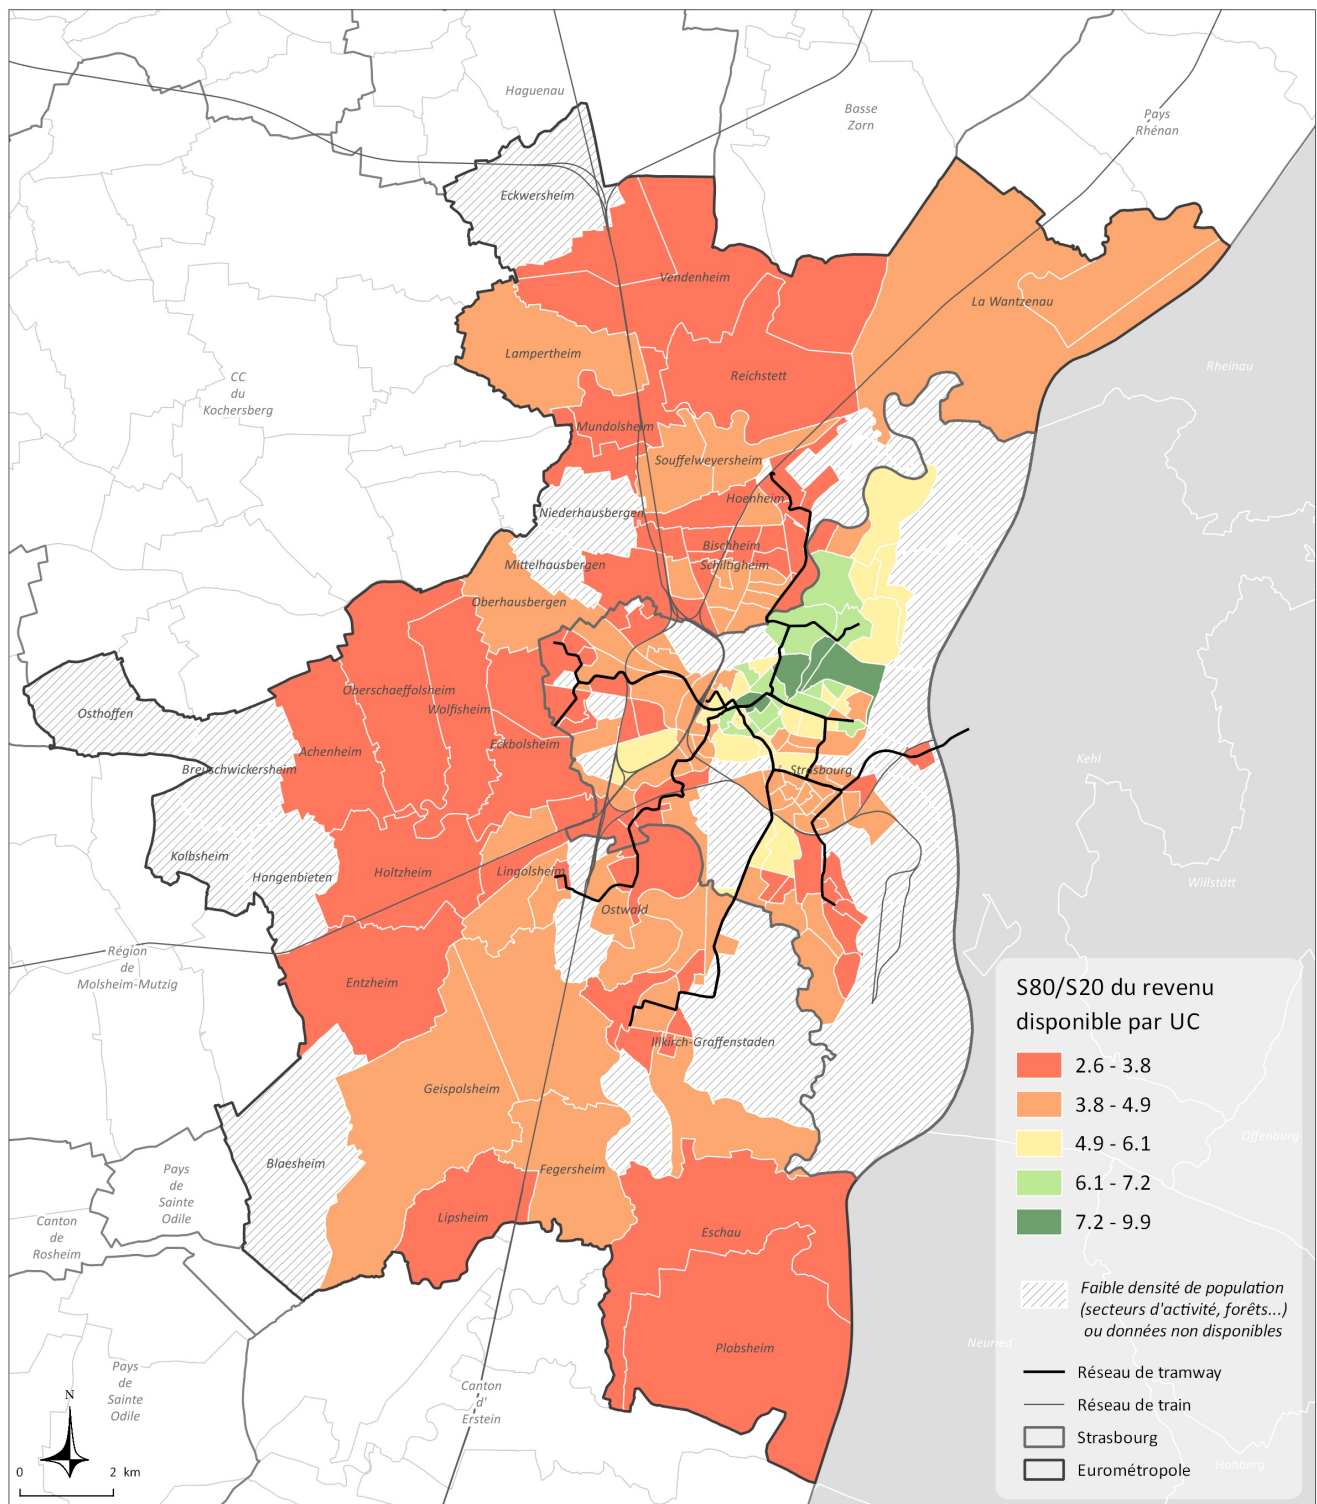 Haguenau
Basse
Zorn
Pays
Rhénan
Eckwersheim
Vendenheim
La Wantzenau
Lampertheim
Reichstett
Rheinau
CC
du
Kochersberg
Mundolsheim
Souffelweyersheim
Hoenheim
Niederhausbergen
Bischheim
Mittelhausbergen
Schiltigheim
Oberhausbergen
Oberschaeffolsheim
Wolfisheim
Osthoffen
Achenheim
Eckbolsheim
Breuschwickersheim
Strasbourg
Kehl
Kolbsheim
Hangenbieten
Holtzheim
Lingolsheim
Willstätt
Ostwald
Région
de
Molsheim-Mutzig
Entzheim
Illkirch-Graffenstaden
Geispolsheim
Blaesheim
Fegersheim
Pays
de
Sainte
Odile
Canton
de
Rosheim
Lipsheim
Eschau
Plobsheim
Pays
de
Sainte
Odile
Canton
d'
Erstein
Offenburg
Neuried
Hohberg
S80/S20 du revenu
disponible par UC
2.6 - 3.8
3.8 - 4.9
4.9 - 6.1
6.1 - 7.2
7.2 - 9.9
Faible densité de population
(secteurs d'activité, forêts...)
ou données non disponibles
Réseau de tramway
Réseau de train
Strasbourg
Eurométropole
N
0 2 km